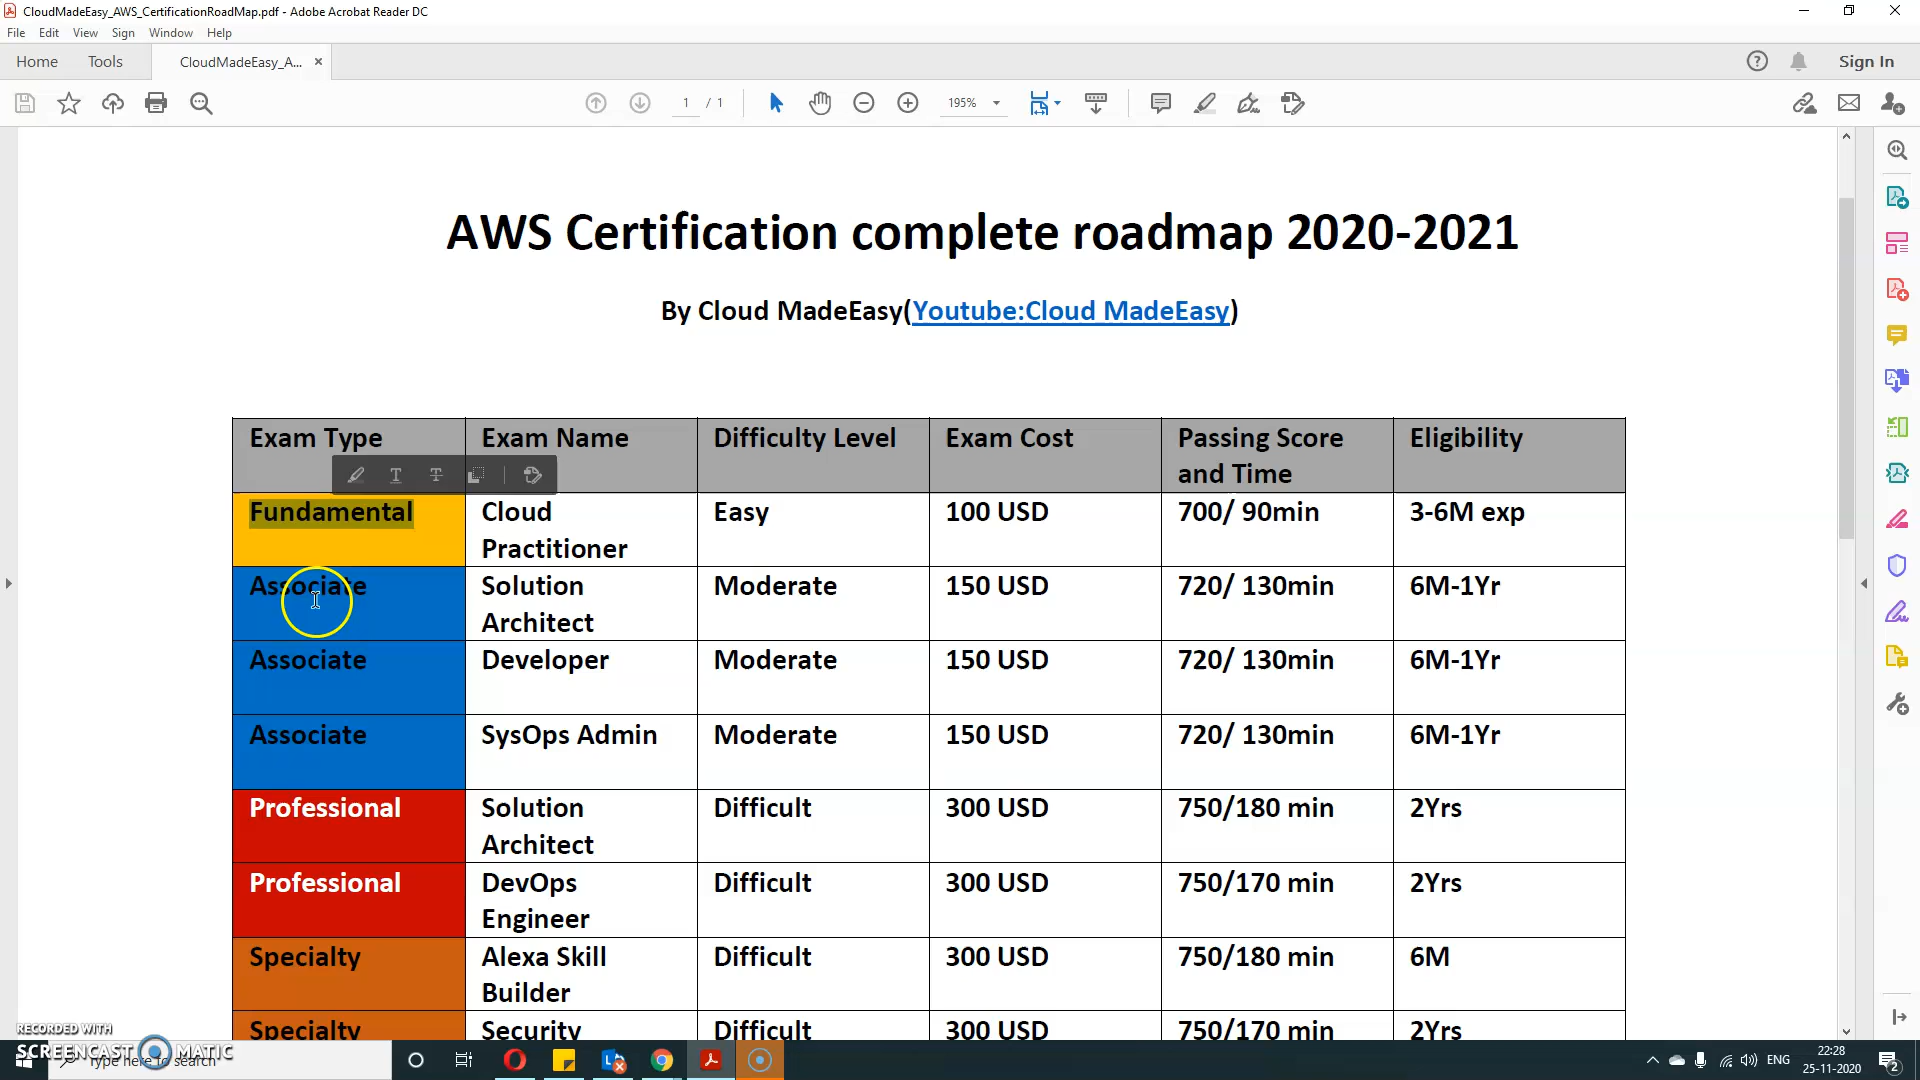 CloudMadeEasy_AWS_CertificationRoadMap.pdf - Adobe Acrobat Reader DC
File Edit View Sign Window Help
Home Tools CloudMadeEasy_A... × Sign In
1 / 1 195%
AWS Certification complete roadmap 2020-2021
By Cloud MadeEasy(Youtube:Cloud MadeEasy)
Exam Type Exam Name Difficulty Level Exam Cost Passing Score
and Time Eligibility
Fundamental Cloud
Practitioner Easy 100 USD 700/ 90min 3-6M exp
Associate Solution
Architect Moderate 150 USD 720/ 130min 6M-1Yr
Associate Developer Moderate 150 USD 720/ 130min 6M-1Yr
Associate SysOps Admin Moderate 150 USD 720/ 130min 6M-1Yr
Professional Solution
Architect Difficult 300 USD 750/180 min 2Yrs
Professional DevOps
Engineer Difficult 300 USD 750/170 min 2Yrs
Specialty Alexa Skill
Builder Difficult 300 USD 750/180 min 6M
Specialty Security Difficult 300 USD 750/170 min 2Yrs
RECORDED WITH
SCREENCAST MATIC
Type here to search
ENG 22:28
25-11-2020 2